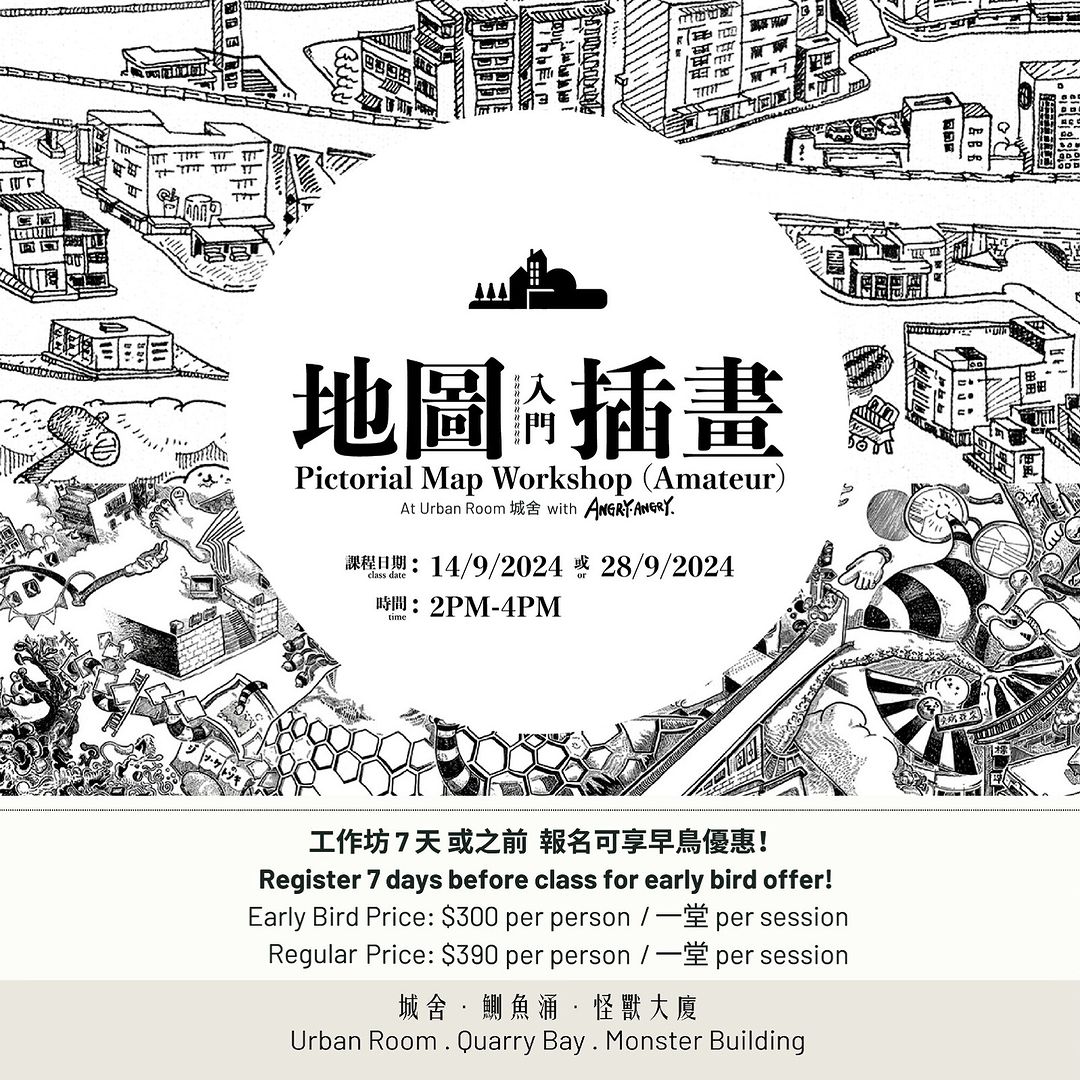 地圖入門插畫
Pictorial Map Workshop (Amateur)
At Urban Room 城舍 with ANGRY ANGRY.
課程日期 : 14/9/2024 或 28/9/2024
class date or
時間 : 2PM-4PM
time
工作坊 7 天 或之前 報名可享早鳥優惠！
Register 7 days before class for early bird offer!
Early Bird Price: $300 per person / 一堂 per session
Regular Price: $390 per person / 一堂 per session
城舍 · 鰂魚涌 · 怪獸大廈
Urban Room . Quarry Bay . Monster Building